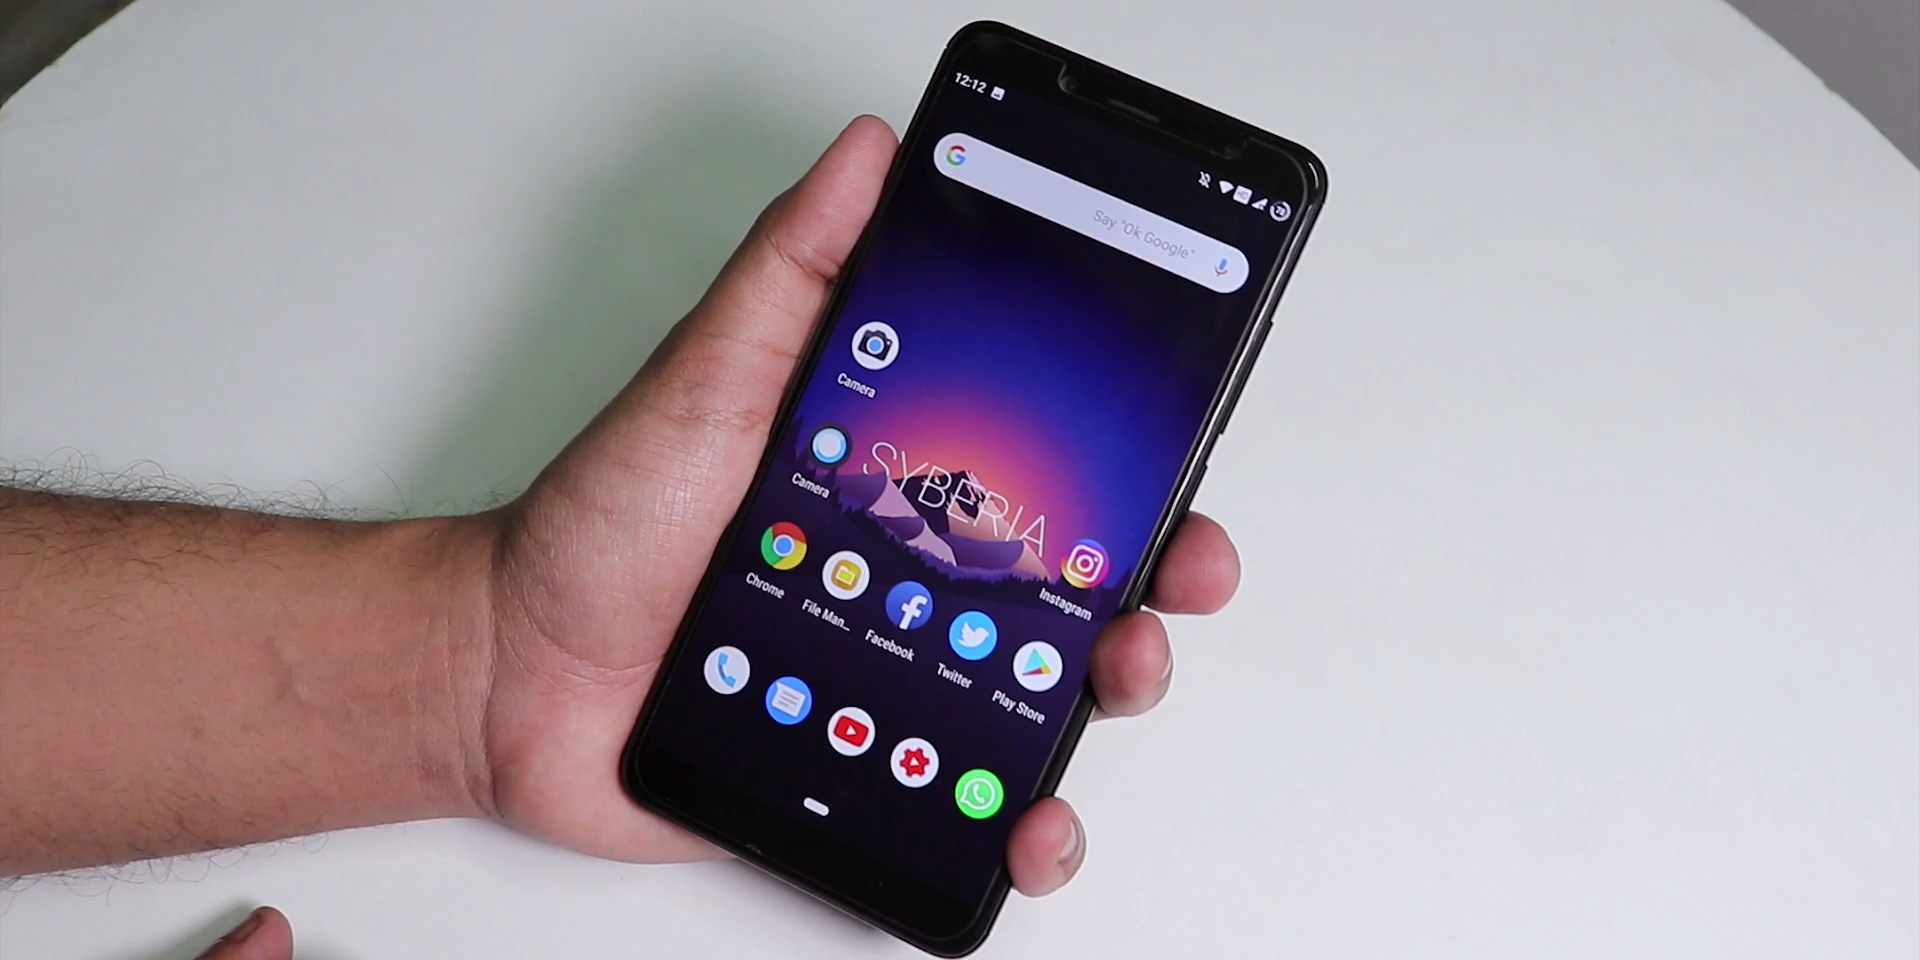 12:12
Say "Ok Google"
Camera
Camera
SYBERIA
Instagram
Chrome
File Man...
Facebook
Twitter
Play Store